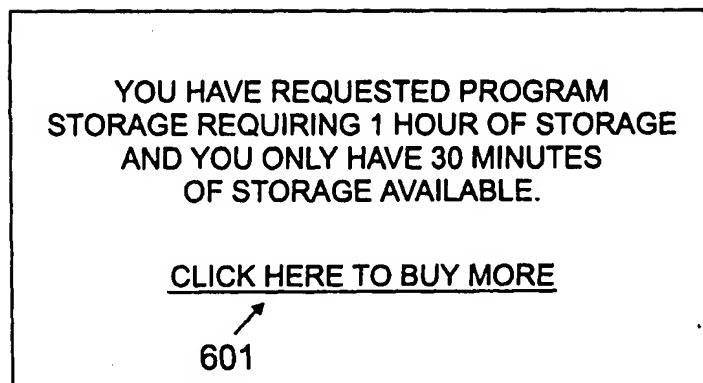 YOU HAVE REQUESTED PROGRAM
STORAGE REQUIRING 1 HOUR OF STORAGE
AND YOU ONLY HAVE 30 MINUTES
OF STORAGE AVAILABLE.
CLICK HERE TO BUY MORE
601